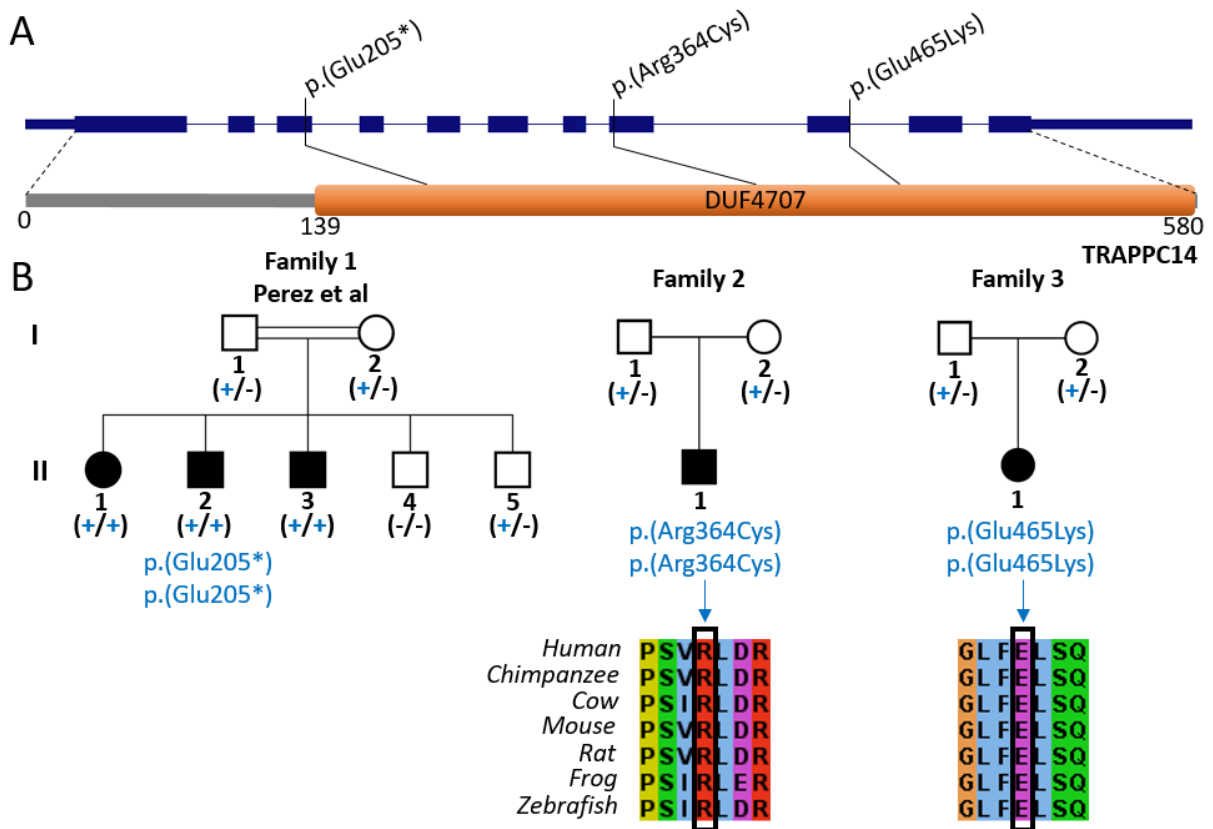 A
p.(Glu205*)
p.(Arg364Cys)
p.(Glu465Lys)
DUF4707
0
139
580
TRAPPC14
B
Family 1
Perez et al
Family 2
Family 3
I
1
(+/-)
2
(+/-)
1
(+/-)
2
(+/-)
1
(+/-)
2
(+/-)
II
1
(+/+)
2
(+/+)
3
(+/+)
4
(-/-)
5
(+/-)
p.(Glu205*)
p.(Glu205*)
1
p.(Arg364Cys)
p.(Arg364Cys)
1
p.(Glu465Lys)
p.(Glu465Lys)
Human PSVRLDR GLFELSQ
Chimpanzee PSVRLDR GLFELSQ
Cow PSIRLDR GLFELSQ
Mouse PSVRLDR GLFELSQ
Rat PSVRLDR GLFELSQ
Frog PSIRLER GLFELSQ
Zebrafish PSIRLDR GLFELSQ